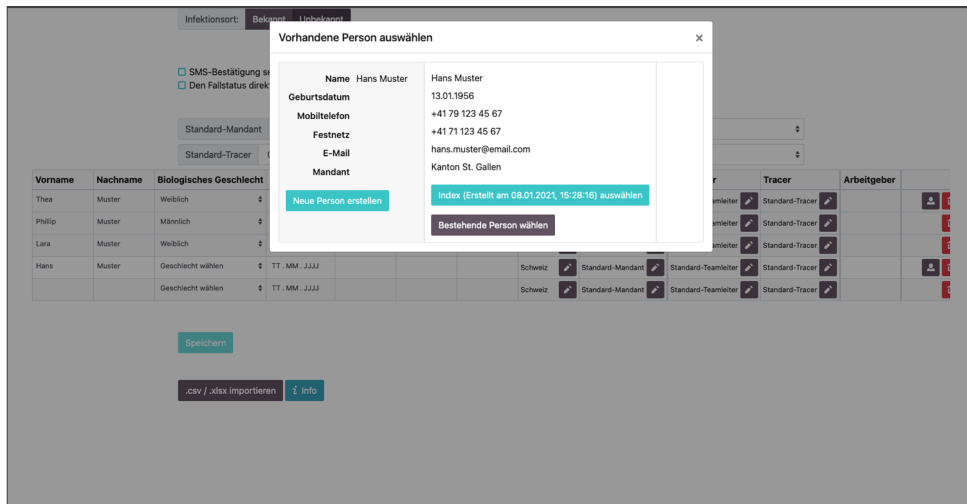 Infektionsort: Bekannt Unbekannt
Vorhandene Person auswählen ×
SMS-Bestätigung
Den Fallstatus
Name Hans Muster Hans Muster
Geburtsdatum 13.01.1956
Mobiltelefon +41 79 123 45 67
Festnetz +41 71 123 45 67
E-Mail hans.muster@email.com
Mandant Kanton St. Gallen
Neue Person erstellen Index (Erstellt am 08.01.2021, 15:28:16) auswählen
Bestehende Person wählen
Standard-Mandant
Standard-Tracer
Vorname Nachname Biologisches Geschlecht Tracer Arbeitgeber
Thea Muster Weiblich Standard-Tracer
Phillip Muster Männlich Standard-Tracer
Lara Muster Weiblich Standard-Tracer
Hans Muster Geschlecht wählen TT . MM . JJJJ Schweiz Standard-Mandant Standard-Teamleiter Standard-Tracer
Geschlecht wählen TT . MM . JJJJ Schweiz Standard-Mandant Standard-Teamleiter Standard-Tracer
Speichern
.csv / .xlsx importieren i Info